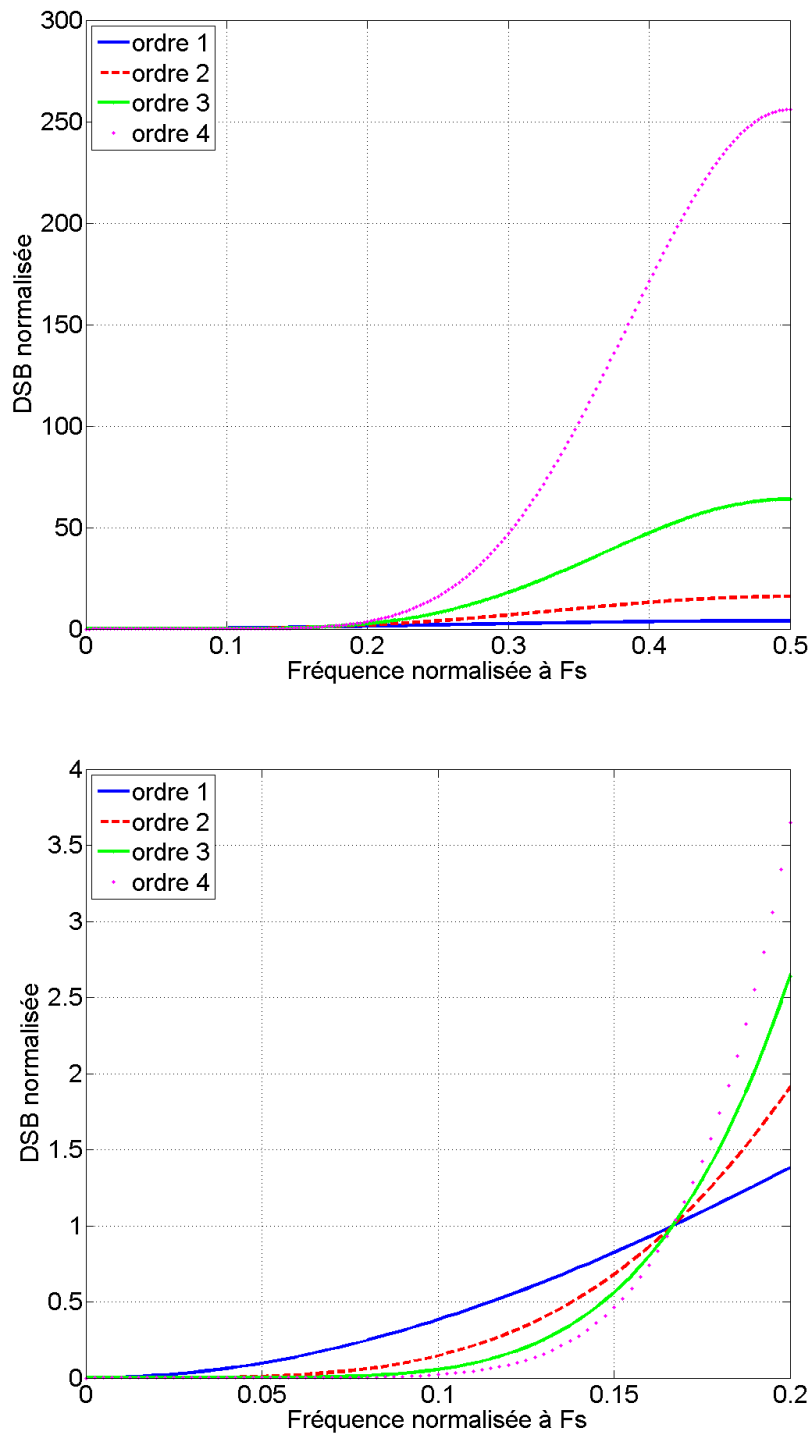 300
250
200
150
100
50
0
DSB normalisée
ordre 1
ordre 2
ordre 3
ordre 4
0 0.1 0.2 0.3 0.4 0.5
Fréquence normalisée à Fs
4
3.5
3
2.5
2
1.5
1
0.5
0
DSB normalisée
ordre 1
ordre 2
ordre 3
ordre 4
0 0.05 0.1 0.15 0.2
Fréquence normalisée à Fs